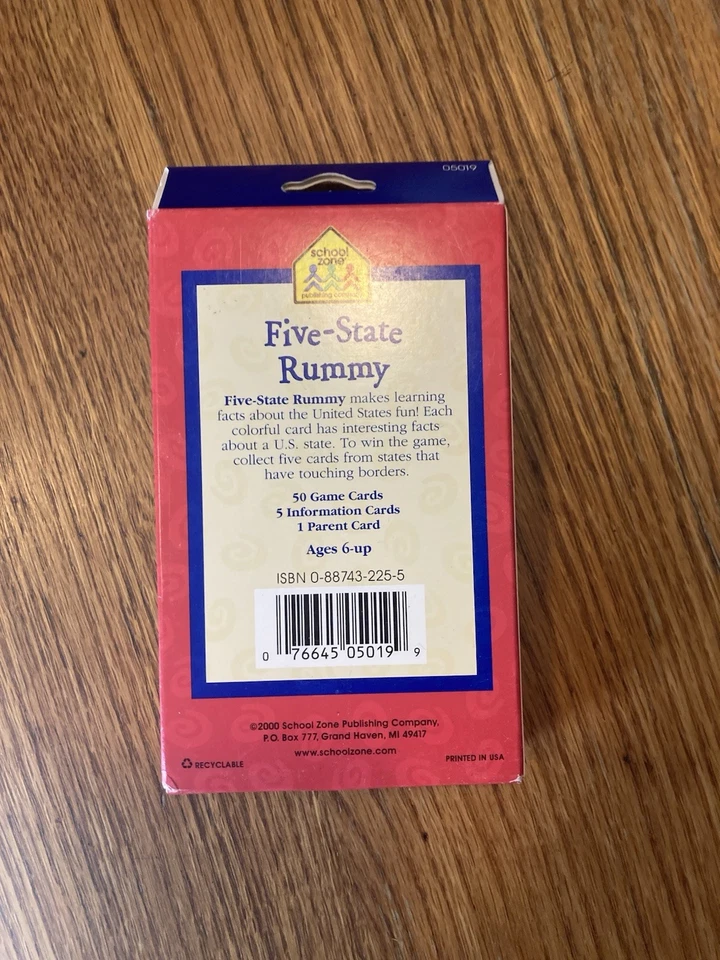 05019
school
zone
publishing company
Five-State
Rummy
Five-State Rummy makes learning
facts about the United States fun! Each
colorful card has interesting facts
about a U.S. state. To win the game,
collect five cards from states that
have touching borders.
50 Game Cards
5 Information Cards
1 Parent Card
Ages 6-up
ISBN 0-88743-225-5
0 76645 05019 9
©2000 School Zone Publishing Company,
P.O. Box 777, Grand Haven, MI 49417
www.schoolzone.com
RECYCLABLE
PRINTED IN USA